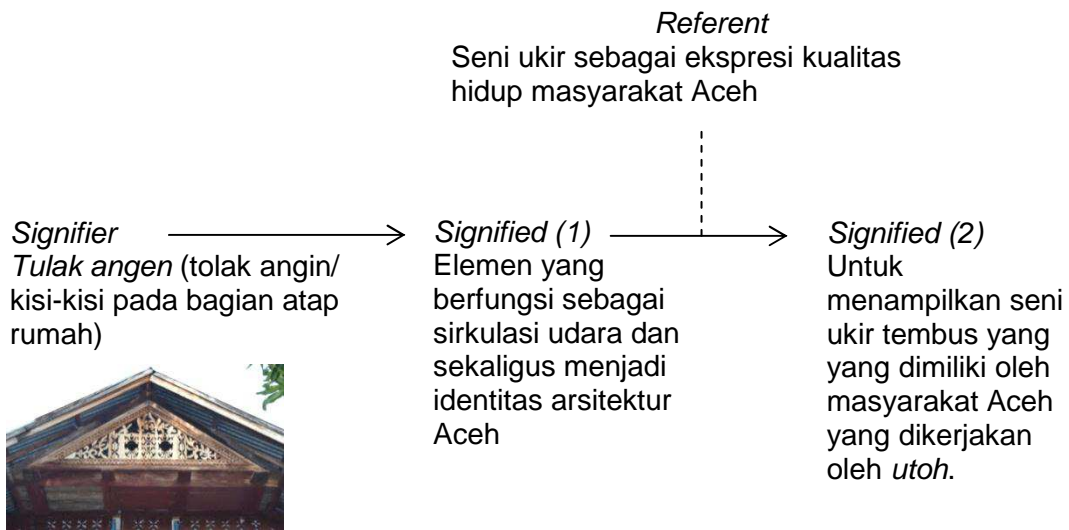 Referent
Seni ukir sebagai ekspresi kualitas
hidup masyarakat Aceh
Signifier
Tulak angen (tolak angin/
kisi-kisi pada bagian atap
rumah)
Signified (1)
Elemen yang
berfungsi sebagai
sirkulasi udara dan
sekaligus menjadi
identitas arsitektur
Aceh
Signified (2)
Untuk
menampilkan seni
ukir tembus yang
yang dimiliki oleh
masyarakat Aceh
yang dikerjakan
oleh utoh.